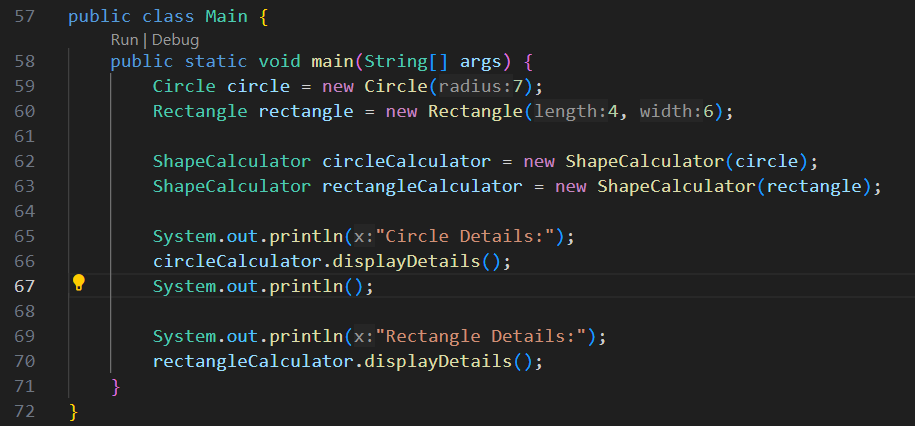 57 public class Main {
Run | Debug
58 public static void main(String[] args) {
59 Circle circle = new Circle(radius:7);
60 Rectangle rectangle = new Rectangle(length:4, width:6);
61
62 ShapeCalculator circleCalculator = new ShapeCalculator(circle);
63 ShapeCalculator rectangleCalculator = new ShapeCalculator(rectangle);
64
65 System.out.println(x:"Circle Details:");
66 circleCalculator.displayDetails();
67 System.out.println();
68
69 System.out.println(x:"Rectangle Details:");
70 rectangleCalculator.displayDetails();
71 }
72 }